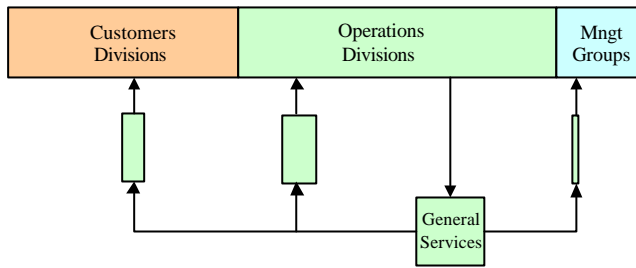 Customers
Divisions
Operations
Divisions
Mngt
Groups
General
Services